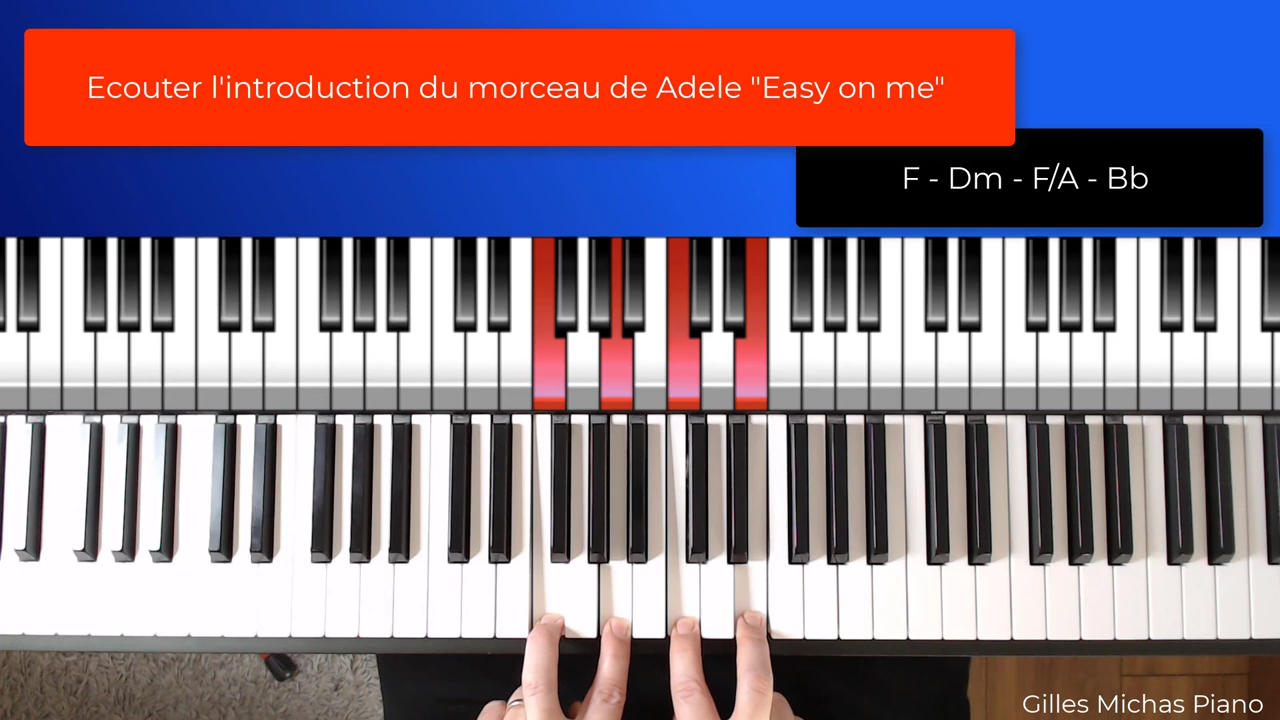 Ecouter l'introduction du morceau de Adele "Easy on me"
F - Dm - F/A - Bb
Gilles Michas Piano